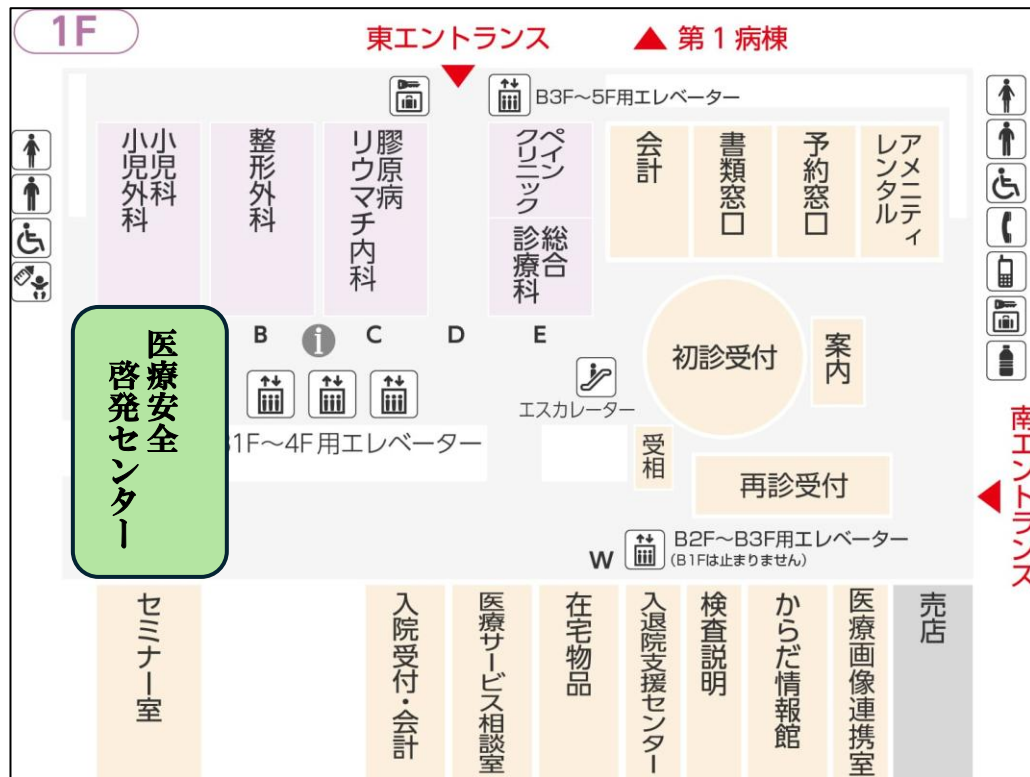 1F
東エントランス
第1病棟
B3F～5F用エレベーター
小児科
小児外科
整形外科
膠原病
リウマチ内科
ペイン
クリニック
総合
診療科
会計
書類窓口
予約窓口
アメニティ
レンタル
医療安全
啓発センター
B
i
C
D
E
エスカレーター
初診受付
案内
1F～4F用エレベーター
受相
再診受付
南エントランス
W
B2F～B3F用エレベーター
(B1Fは止まりません)
セミナー室
入院受付・会計
医療サービス相談室
在宅物品
入退院支援センター
検査説明
からだ情報館
医療画像連携室
売店